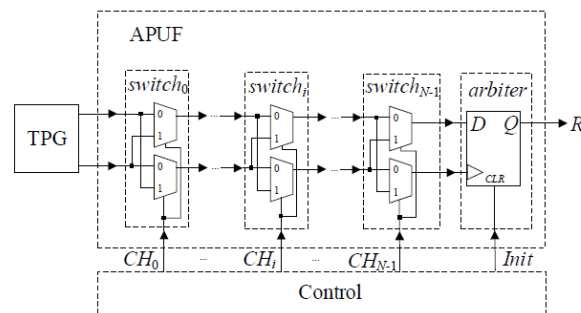 APUF
switch0 switchi switchN-1 arbiter
TPG
0 1 0 1 0 1 D Q R
0 1 0 1 0 1 CLR
CH0 ... CHi ... CHN-1 Init
Control